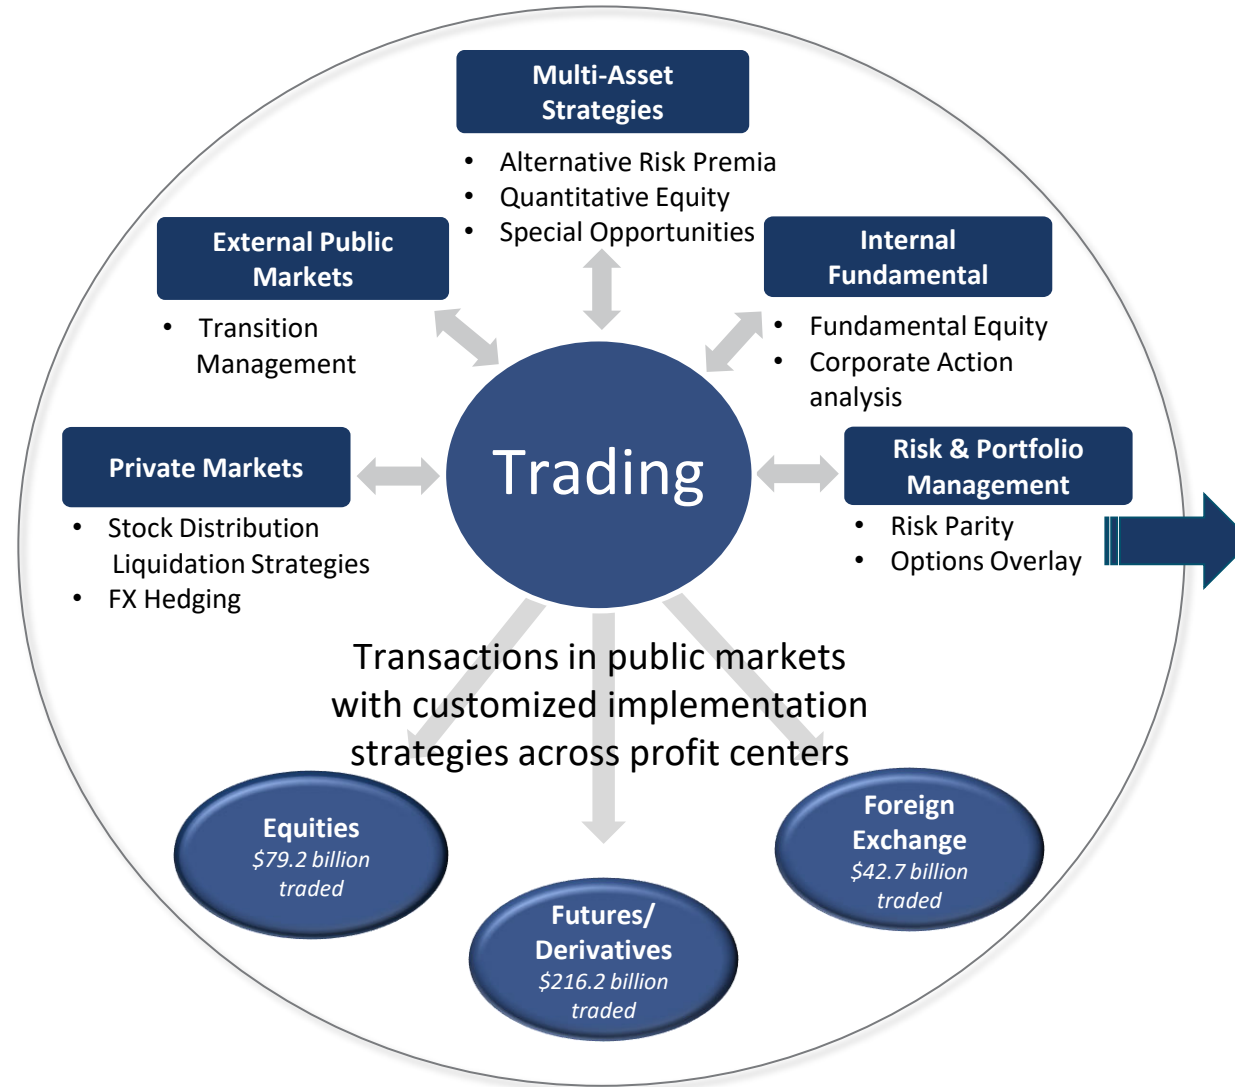 Multi-Asset
Strategies
• Alternative Risk Premia
• Quantitative Equity
• Special Opportunities
External Public
Markets
• Transition
Management
Internal
Fundamental
• Fundamental Equity
• Corporate Action
analysis
Private Markets
• Stock Distribution
Liquidation Strategies
• FX Hedging
Trading
Risk & Portfolio
Management
• Risk Parity
• Options Overlay
Transactions in public markets
with customized implementation
strategies across profit centers
Equities
$79.2 billion
traded
Futures/
Derivatives
$216.2 billion
traded
Foreign
Exchange
$42.7 billion
traded